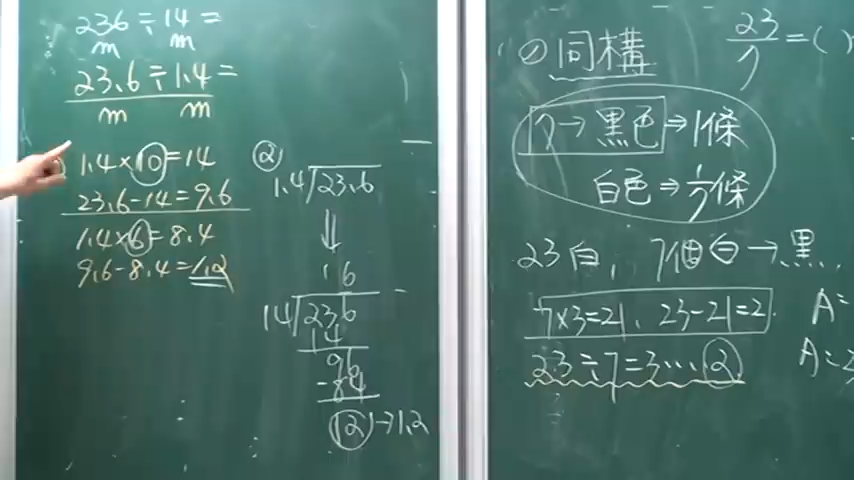 236÷14=
m m
23.6÷1.4=
m m
1.4×10=14
23.6-14=9.6
1.4×6=8.4
9.6-8.4=1.2
②
1.4 23.6
⇓
16
14 236
14
96
-84
12→1.2
同構
23/7=( )
7→黑色⇒1條
白色⇒1/7條
23白, 7個白→黑.
7×3=21, 23-21=2.
A=
23÷7=3…②
A=